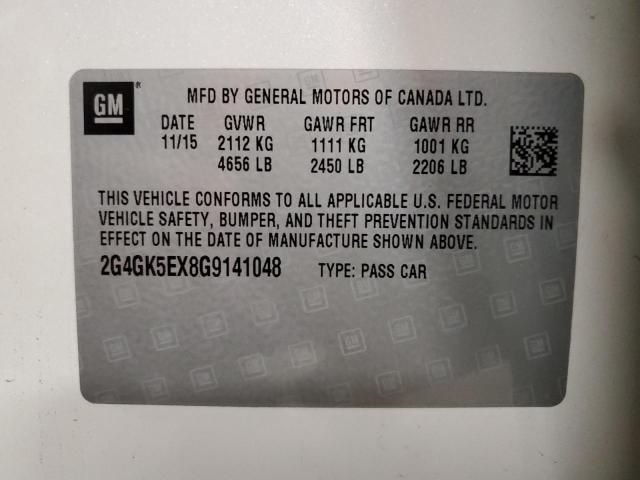 GM ® MFD BY GENERAL MOTORS OF CANADA LTD.
DATE GVWR GAWR FRT GAWR RR
11/15 2112 KG 1111 KG 1001 KG
4656 LB 2450 LB 2206 LB
THIS VEHICLE CONFORMS TO ALL APPLICABLE U.S. FEDERAL MOTOR
VEHICLE SAFETY, BUMPER, AND THEFT PREVENTION STANDARDS IN
EFFECT ON THE DATE OF MANUFACTURE SHOWN ABOVE.
2G4GK5EX8G9141048 TYPE: PASS CAR